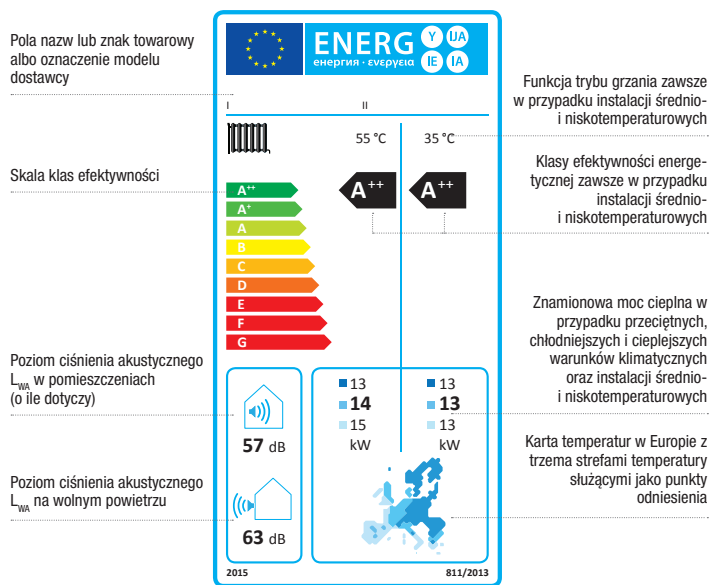 Pola nazw lub znak towarowy
albo oznaczenie modelu
dostawcy
Skala klas efektywności
Poziom ciśnienia akustycznego
LWA w pomieszczeniach
(o ile dotyczy)
Poziom ciśnienia akustycznego
LWA na wolnym powietrzu
ENERG
енергия · ενεργεια
Y IJA
IE IA
I II
55 °C 35 °C
A++ A++
A++
A+
A
B
C
D
E
F
G
57 dB
63 dB
13 13
14 13
15 13
kW kW
2015 811/2013
Funkcja trybu grzania zawsze
w przypadku instalacji średnio-
i niskotemperaturowych
Klasy efektywności energe-
tycznej zawsze w przypadku
instalacji średnio-
i niskotemperaturowych
Znamionowa moc cieplna w
przypadku przeciętnych,
chłodniejszych i cieplejszych
warunków klimatycznych
oraz instalacji średnio-
i niskotemperaturowych
Karta temperatur w Europie z
trzema strefami temperatury
służącymi jako punkty
odniesienia